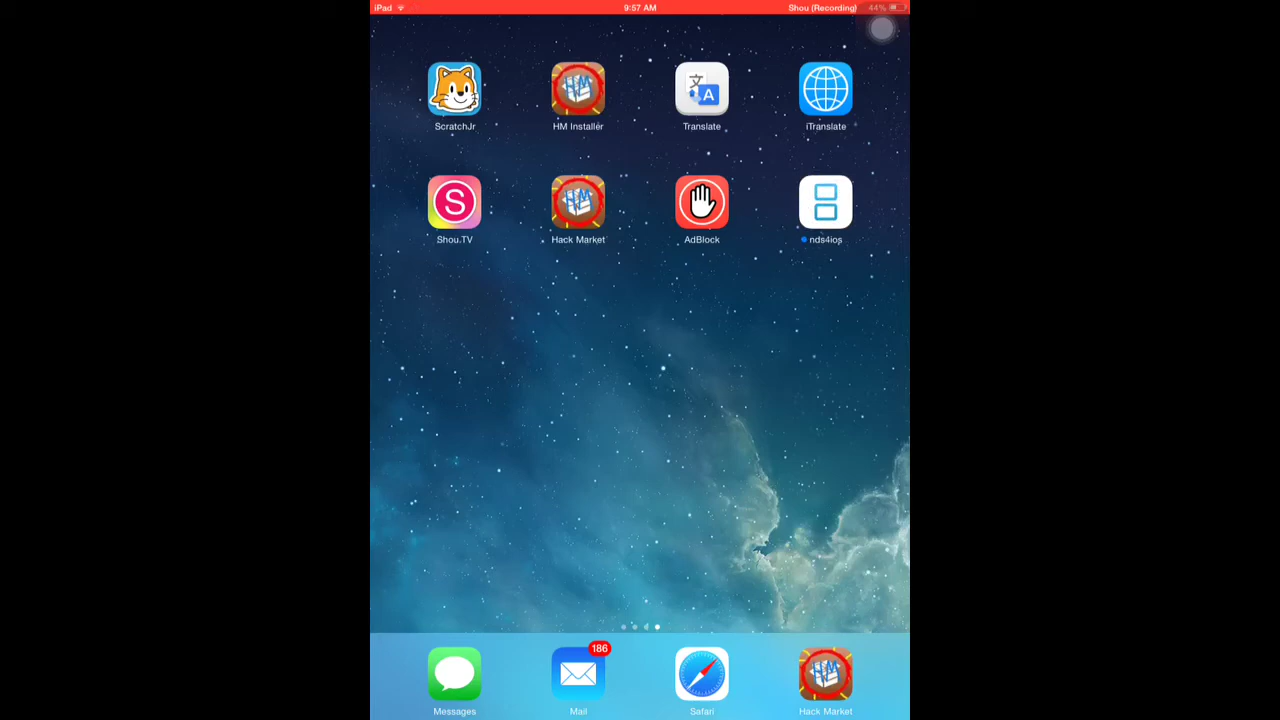 iPad 9:57 AM Shou (Recording) 44%
ScratchJr HM Installer Translate iTranslate
文 A
S
Shou.TV Hack Market AdBlock nds4ios
186
Messages Mail Safari Hack Market